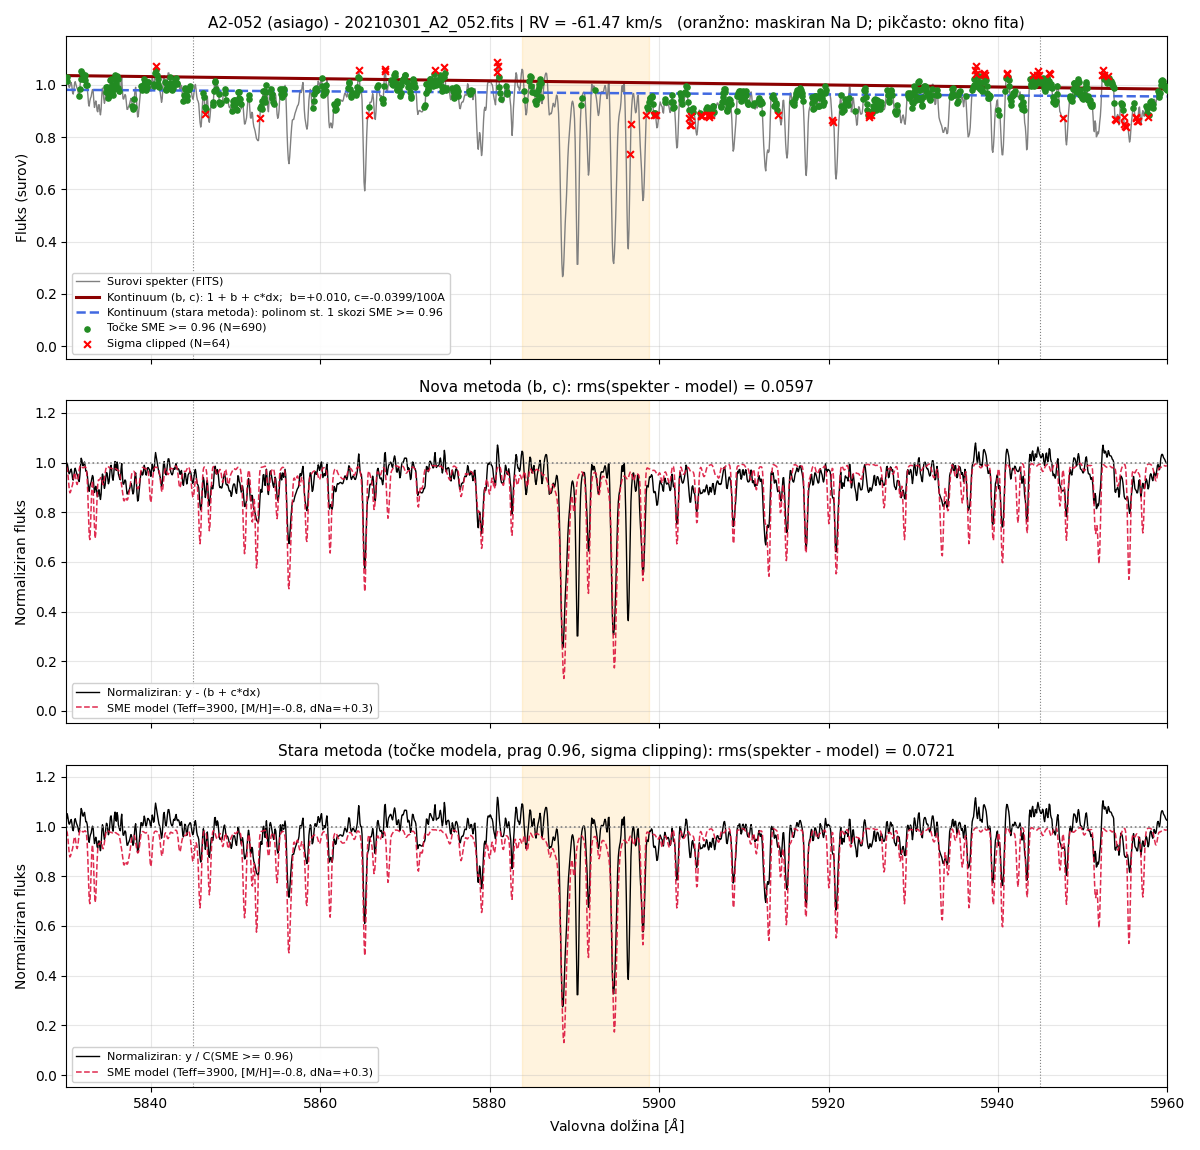 A2-052 (asiago) - 20210301_A2_052.fits | RV = -61.47 km/s   (oranžno: maskiran Na D; pikčasto: okno fita)
1.0
0.8
0.6
0.4
0.2
0.0
Fluks (surov)
Surovi spekter (FITS)
Kontinuum (b, c): 1 + b + c*dx;  b=+0.010, c=-0.0399/100A
Kontinuum (stara metoda): polinom st. 1 skozi SME >= 0.96
Točke SME >= 0.96 (N=690)
Sigma clipped (N=64)
Nova metoda (b, c): rms(spekter - model) = 0.0597
1.2
1.0
0.8
0.6
0.4
0.2
0.0
Normaliziran fluks
Normaliziran: y - (b + c*dx)
SME model (Teff=3900, [M/H]=-0.8, dNa=+0.3)
Stara metoda (točke modela, prag 0.96, sigma clipping): rms(spekter - model) = 0.0721
1.2
1.0
0.8
0.6
0.4
0.2
0.0
Normaliziran fluks
Normaliziran: y / C(SME >= 0.96)
SME model (Teff=3900, [M/H]=-0.8, dNa=+0.3)
5840 5860 5880 5900 5920 5940 5960
Valovna dolžina [Å]